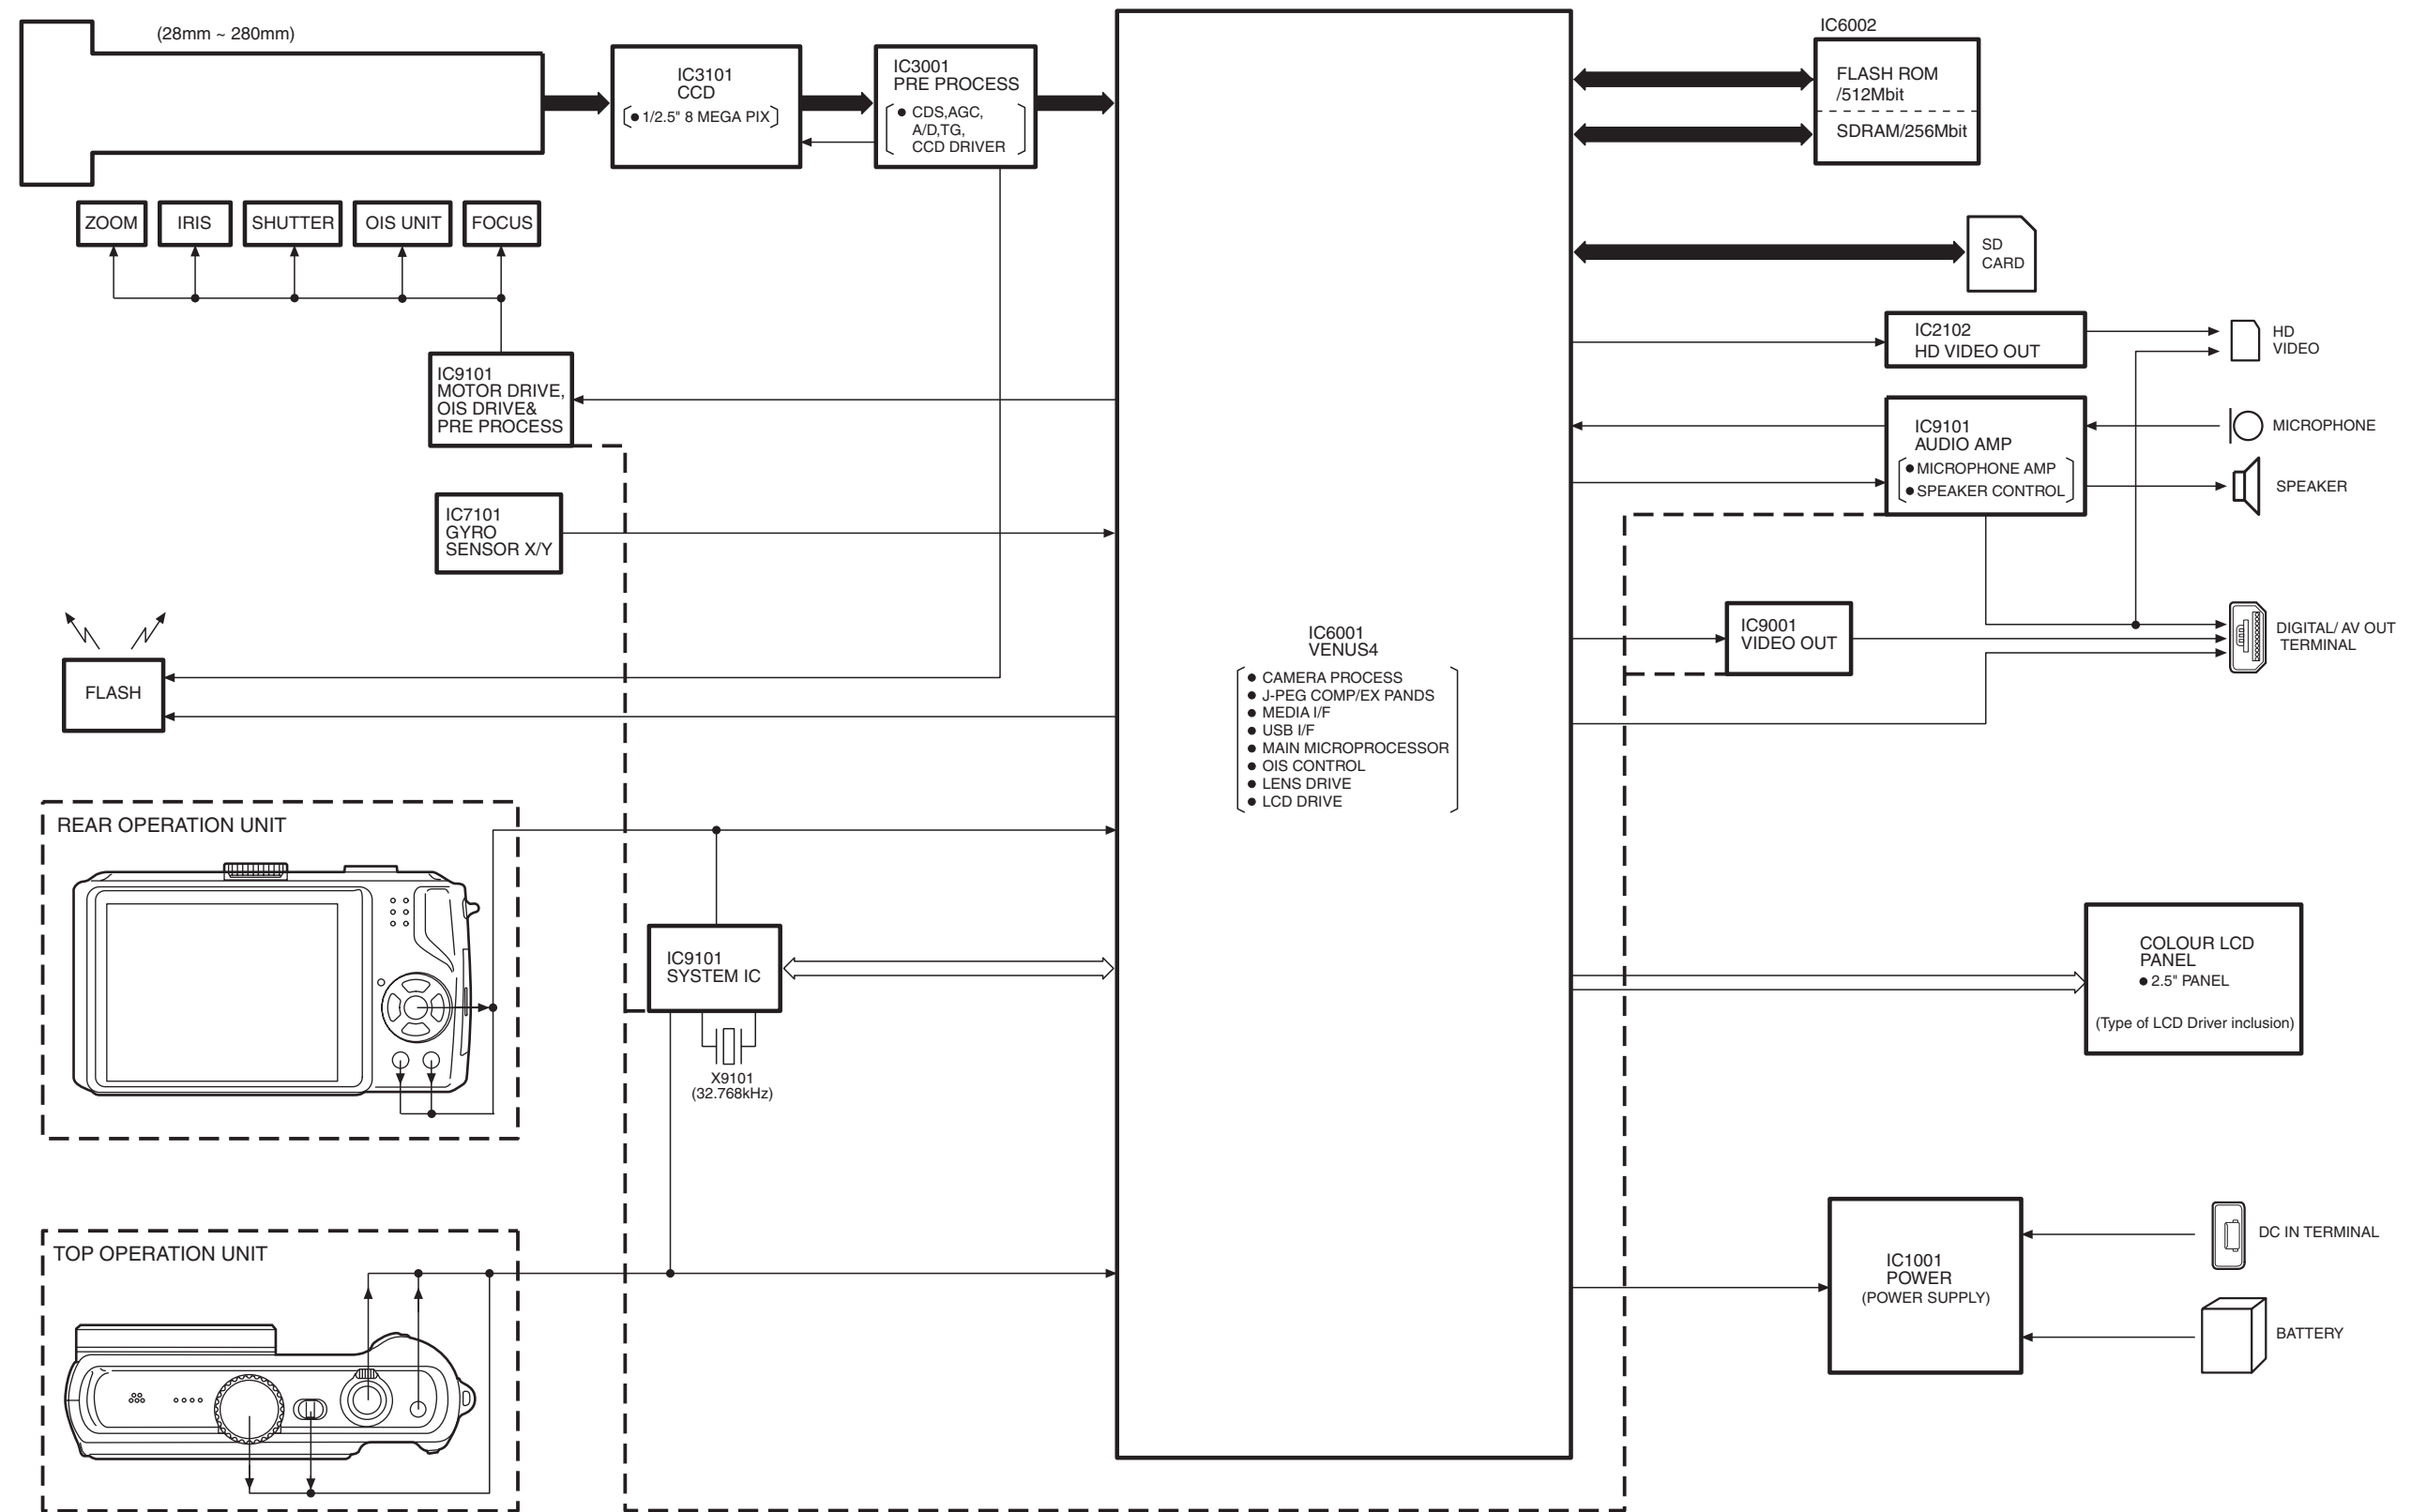 (28mm ~ 280mm)
IC3101
CCD
● 1/2.5" 8 MEGA PIX
IC3001
PRE PROCESS
● CDS,AGC,
A/D,TG,
CCD DRIVER
IC6002
FLASH ROM
/512Mbit
SDRAM/256Mbit
ZOOM
IRIS
SHUTTER
OIS UNIT
FOCUS
SD
CARD
IC2102
HD VIDEO OUT
HD
VIDEO
IC9101
MOTOR DRIVE,
OIS DRIVE&
PRE PROCESS
IC9101
AUDIO AMP
● MICROPHONE AMP
● SPEAKER CONTROL
MICROPHONE
SPEAKER
IC7101
GYRO
SENSOR X/Y
FLASH
IC6001
VENUS4
● CAMERA PROCESS
● J-PEG COMP/EX PANDS
● MEDIA I/F
● USB I/F
● MAIN MICROPROCESSOR
● OIS CONTROL
● LENS DRIVE
● LCD DRIVE
IC9001
VIDEO OUT
DIGITAL/ AV OUT
TERMINAL
REAR OPERATION UNIT
IC9101
SYSTEM IC
X9101
(32.768kHz)
COLOUR LCD
PANEL
● 2.5" PANEL
(Type of LCD Driver inclusion)
TOP OPERATION UNIT
IC1001
POWER
(POWER SUPPLY)
DC IN TERMINAL
BATTERY